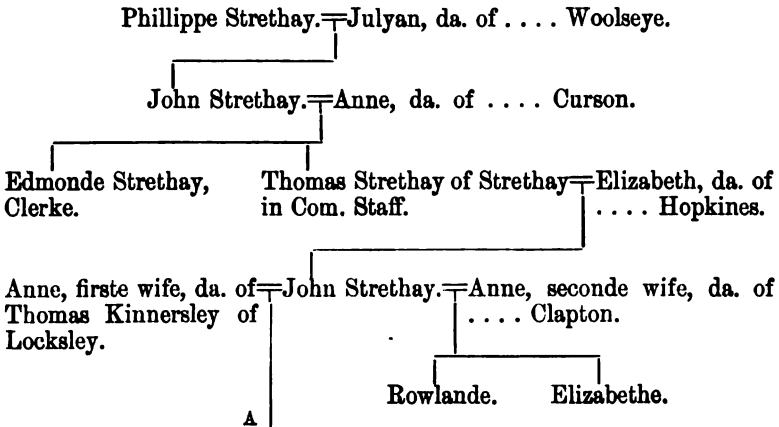 Phillippe Strethay.=Julyan, da. of .... Woolseye.
John Strethay.=Anne, da. of .... Curson.
Edmonde Strethay, Thomas Strethay of Strethay=Elizabeth, da. of
Clerke. in Com. Staff. .... Hopkines.
Anne, firste wife, da. of=John Strethay.=Anne, seconde wife, da. of
Thomas Kinnersley of .... Clapton.
Locksley.
Rowlande. Elizabethe.
A